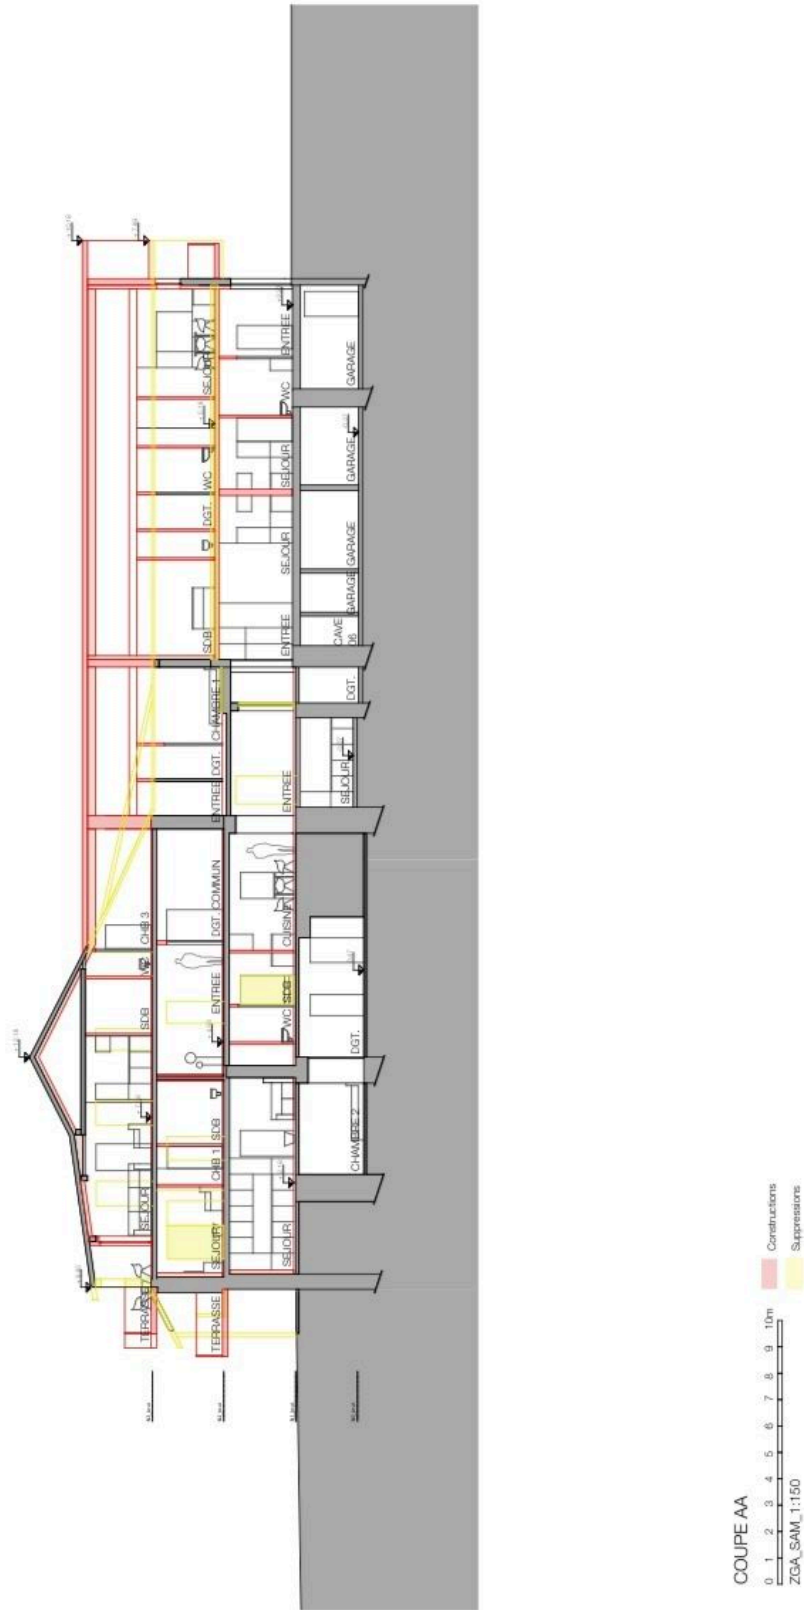 TERRASSE
SEJOUR
SDB
CHB 3
TERRASSE
SEJOUR
CHB 1
SDB
ENTREE
DGT. COMMUN
ENTREE
DGT.
CHAMBRE 1
SDB
DGT.
WC
SEJOUR
SEJOUR
WC
SDB
CUISINE
ENTREE
ENTREE
SEJOUR
SEJOUR
WC
ENTREE
CHAMBRE 2
DGT.
SEJOUR
DGT.
CAVE
06
GARAGE
GARAGE
GARAGE
GARAGE
COUPE AA
0 1 2 3 4 5 6 7 8 9 10m
ZGA_SAM_1:150
Constructions
Suppressions